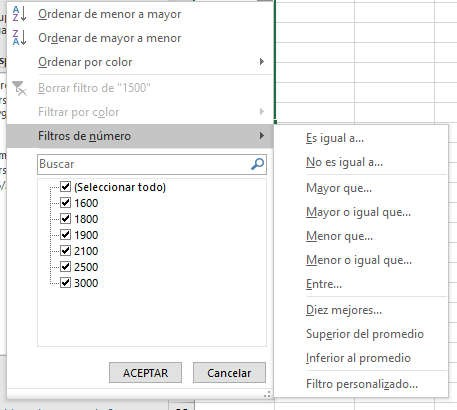 Ordenar de menor a mayor
Ordenar de mayor a menor
Ordenar por color
Borrar filtro de "1500"
Filtrar por color
Filtros de número
Buscar
(Seleccionar todo)
1600
1800
1900
2100
2500
3000
ACEPTAR
Cancelar
Es igual a...
No es igual a...
Mayor que...
Mayor o igual que...
Menor que...
Menor o igual que...
Entre...
Diez mejores...
Superior del promedio
Inferior al promedio
Filtro personalizado...